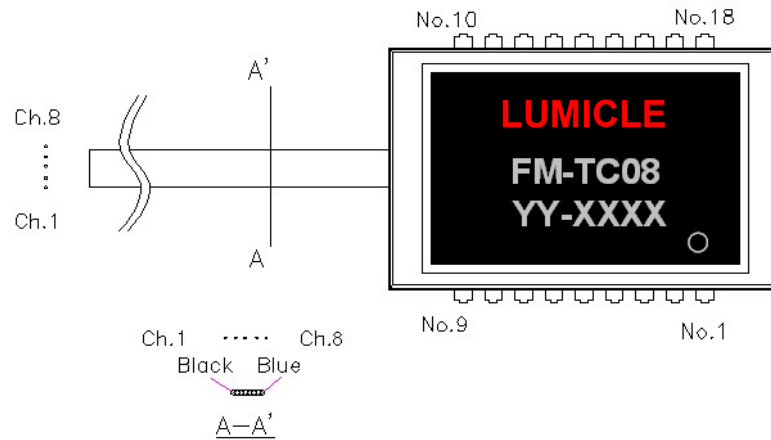 No.10
No.18
A'
Ch.8
Ch.1
A
LUMICLE
FM-TC08
YY-XXXX
No.9
No.1
Ch.1 ..... Ch.8
Black Blue
A-A'